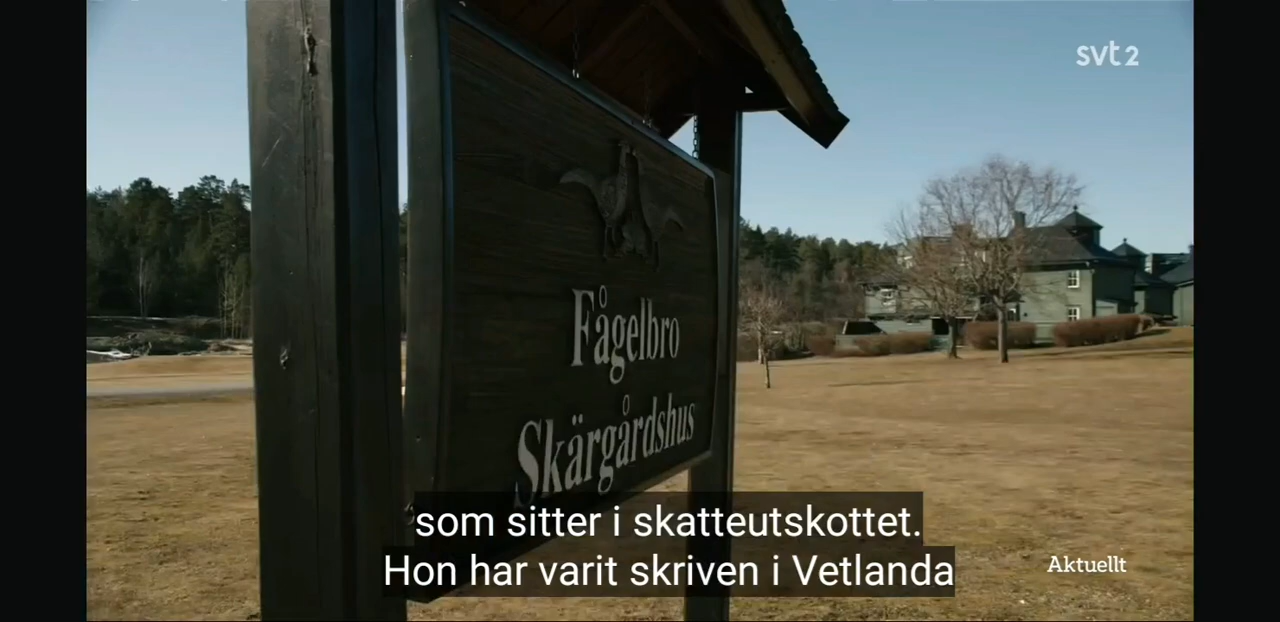 svt2
Fågelbro
Skärgårdshus
som sitter i skatteutskottet.
Hon har varit skriven i Vetlanda
Aktuellt